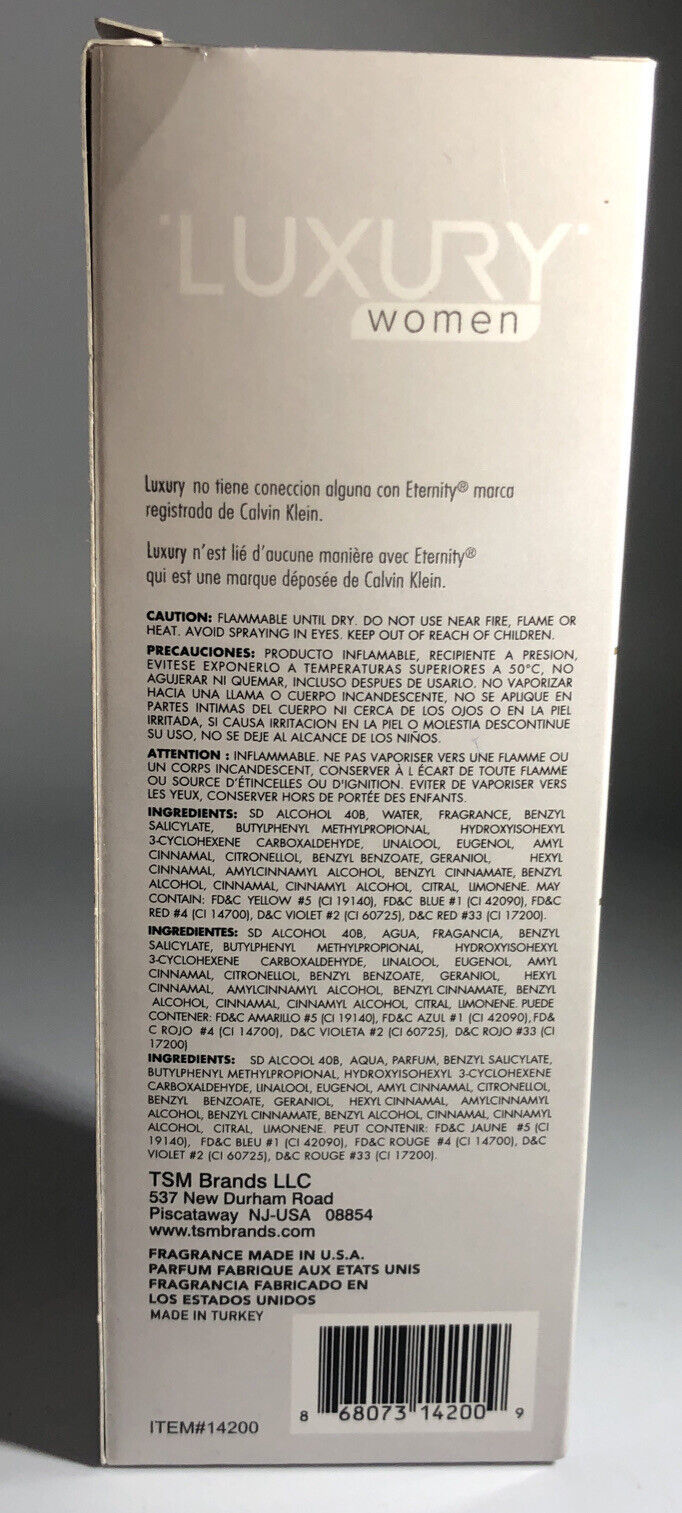 "LUXURY"
women
Luxury no tiene coneccion alguna con Eternity® marca
registrada de Calvin Klein.
Luxury n'est lié d'aucune manière avec Eternity®
qui est une marque déposée de Calvin Klein.
CAUTION: FLAMMABLE UNTIL DRY. DO NOT USE NEAR FIRE, FLAME OR
HEAT. AVOID SPRAYING IN EYES. KEEP OUT OF REACH OF CHILDREN.
PRECAUCIONES: PRODUCTO INFLAMABLE, RECIPIENTE A PRESION,
EVITESE EXPONERLO A TEMPERATURAS SUPERIORES A 50°C, NO
AGUJERAR NI QUEMAR, INCLUSO DESPUES DE USARLO. NO VAPORIZAR
HACIA UNA LLAMA O CUERPO INCANDESCENTE, NO SE APLIQUE EN
PARTES INTIMAS DEL CUERPO NI CERCA DE LOS OJOS O EN LA PIEL
IRRITADA, SI CAUSA IRRITACION EN LA PIEL O MOLESTIA DESCONTINUE
SU USO, NO SE DEJE AL ALCANCE DE LOS NIÑOS.
ATTENTION : INFLAMMABLE. NE PAS VAPORISER VERS UNE FLAMME OU
UN CORPS INCANDESCENT, CONSERVER À L ÉCART DE TOUTE FLAMME
OU SOURCE D'ÉTINCELLES OU D'IGNITION. EVITER DE VAPORISER VERS
LES YEUX, CONSERVER HORS DE PORTÉE DES ENFANTS.
INGREDIENTS: SD ALCOHOL 40B, WATER, FRAGRANCE, BENZYL
SALICYLATE, BUTYLPHENYL METHYLPROPIONAL, HYDROXYISOHEXYL
3-CYCLOHEXENE CARBOXALDEHYDE, LINALOOL, EUGENOL, AMYL
CINNAMAL, CITRONELLOL, BENZYL BENZOATE, GERANIOL, HEXYL
CINNAMAL, AMYLCINNAMYL ALCOHOL, BENZYL CINNAMATE, BENZYL
ALCOHOL, CINNAMAL, CINNAMYL ALCOHOL, CITRAL, LIMONENE. MAY
CONTAIN: FD&C YELLOW #5 (CI 19140), FD&C BLUE #1 (CI 42090), FD&C
RED #4 (CI 14700), D&C VIOLET #2 (CI 60725), D&C RED #33 (CI 17200).
INGREDIENTES: SD ALCOHOL 40B, AGUA, FRAGANCIA, BENZYL
SALICYLATE, BUTYLPHENYL METHYLPROPIONAL, HYDROXYISOHEXYL
3-CYCLOHEXENE CARBOXALDEHYDE, LINALOOL, EUGENOL, AMYL
CINNAMAL, CITRONELLOL, BENZYL BENZOATE, GERANIOL, HEXYL
CINNAMAL, AMYLCINNAMYL ALCOHOL, BENZYL CINNAMATE, BENZYL
ALCOHOL, CINNAMAL, CINNAMYL ALCOHOL, CITRAL, LIMONENE. PUEDE
CONTENER: FD&C AMARILLO #5 (CI 19140), FD&C AZUL #1 (CI 42090),FD&
C ROJO #4 (CI 14700), D&C VIOLETA #2 (CI 60725), D&C ROJO #33 (CI
17200)
INGREDIENTS: SD ALCOOL 40B, AQUA, PARFUM, BENZYL SALICYLATE,
BUTYLPHENYL METHYLPROPIONAL, HYDROXYISOHEXYL 3-CYCLOHEXENE
CARBOXALDEHYDE, LINALOOL, EUGENOL, AMYL CINNAMAL, CITRONELLOL,
BENZYL BENZOATE, GERANIOL, HEXYL CINNAMAL, AMYLCINNAMYL
ALCOHOL, BENZYL CINNAMATE, BENZYL ALCOHOL, CINNAMAL, CINNAMYL
ALCOHOL, CITRAL, LIMONENE. PEUT CONTENIR: FD&C JAUNE #5 (CI
19140), FD&C BLEU #1 (CI 42090), FD&C ROUGE #4 (CI 14700), D&C
VIOLET #2 (CI 60725), D&C ROUGE #33 (CI 17200).
TSM Brands LLC
537 New Durham Road
Piscataway NJ-USA 08854
www.tsmbrands.com
FRAGRANCE MADE IN U.S.A.
PARFUM FABRIQUE AUX ETATS UNIS
FRAGRANCIA FABRICADO EN
LOS ESTADOS UNIDOS
MADE IN TURKEY
ITEM#14200
8 68073 14200 9